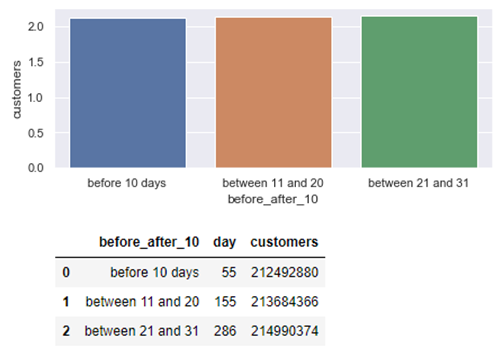 2.0
1.5
1.0
0.5
0.0
customers
before 10 days between 11 and 20 between 21 and 31
before_after_10
before_after_10 day customers
0 before 10 days 55 212492880
1 between 11 and 20 155 213684366
2 between 21 and 31 286 214990374